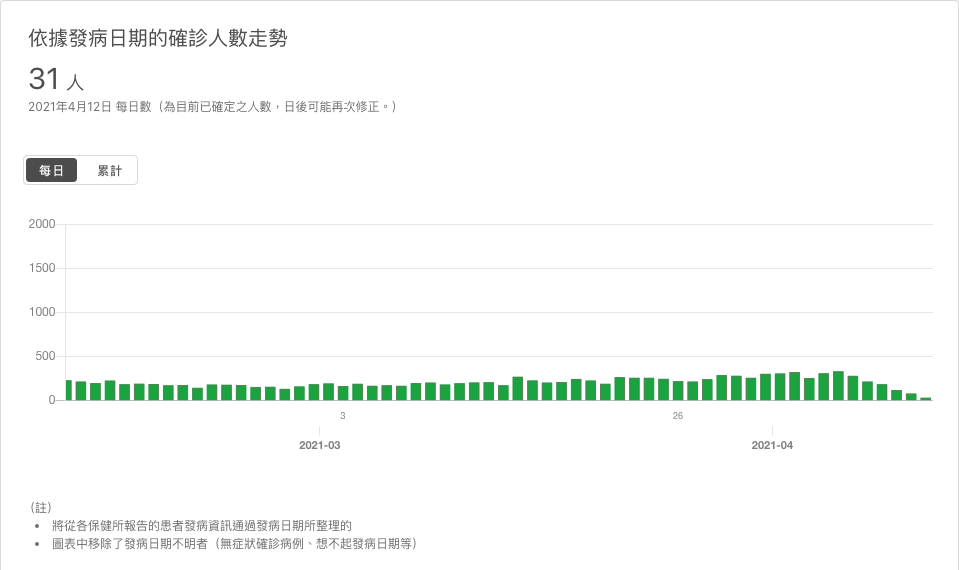 依據發病日期的確診人數走勢
31 人
2021年4月12日 每日數（為目前已確定之人數，日後可能再次修正。）
每日 累計
2000
1500
1000
500
0
3 26
2021-03 2021-04
（註）
• 將從各保健所報告的患者發病資訊通過發病日期所整理的
• 圖表中移除了發病日期不明者（無症狀確診病例、想不起發病日期等）